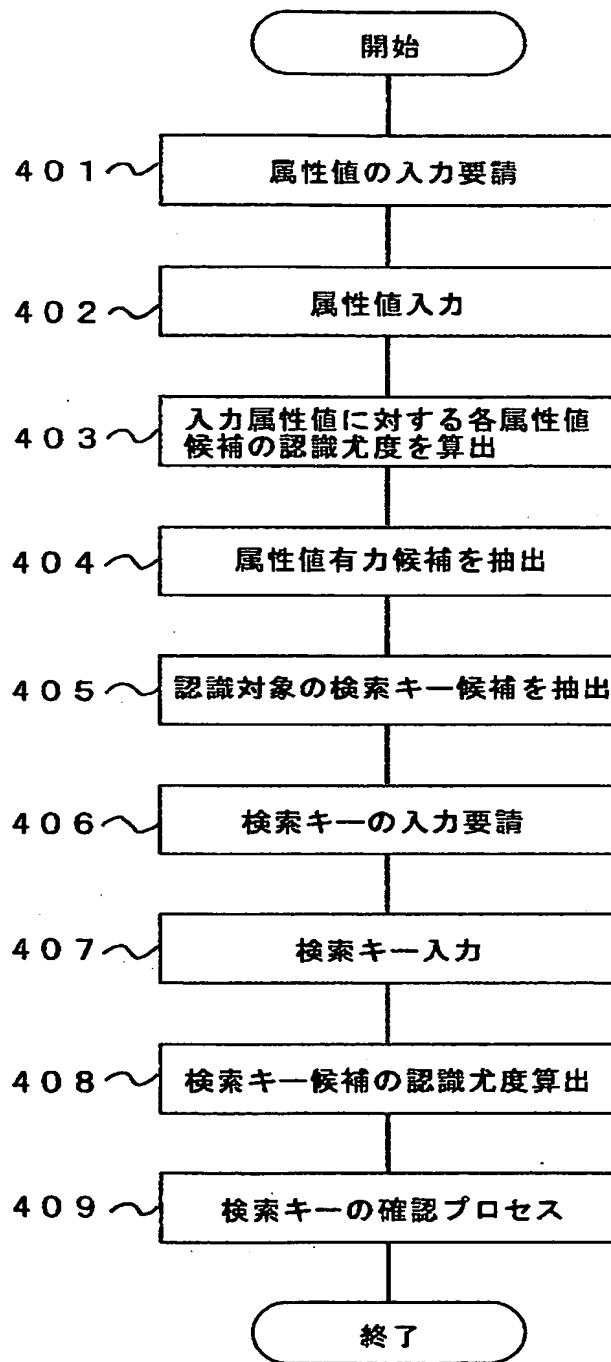 開始
401
属性値の入力要請
402
属性値入力
403
入力属性値に対する各属性値
候補の認識尤度を算出
404
属性値有力候補を抽出
405
認識対象の検索キー候補を抽出
406
検索キーの入力要請
407
検索キー入力
408
検索キー候補の認識尤度算出
409
検索キーの確認プロセス
終了